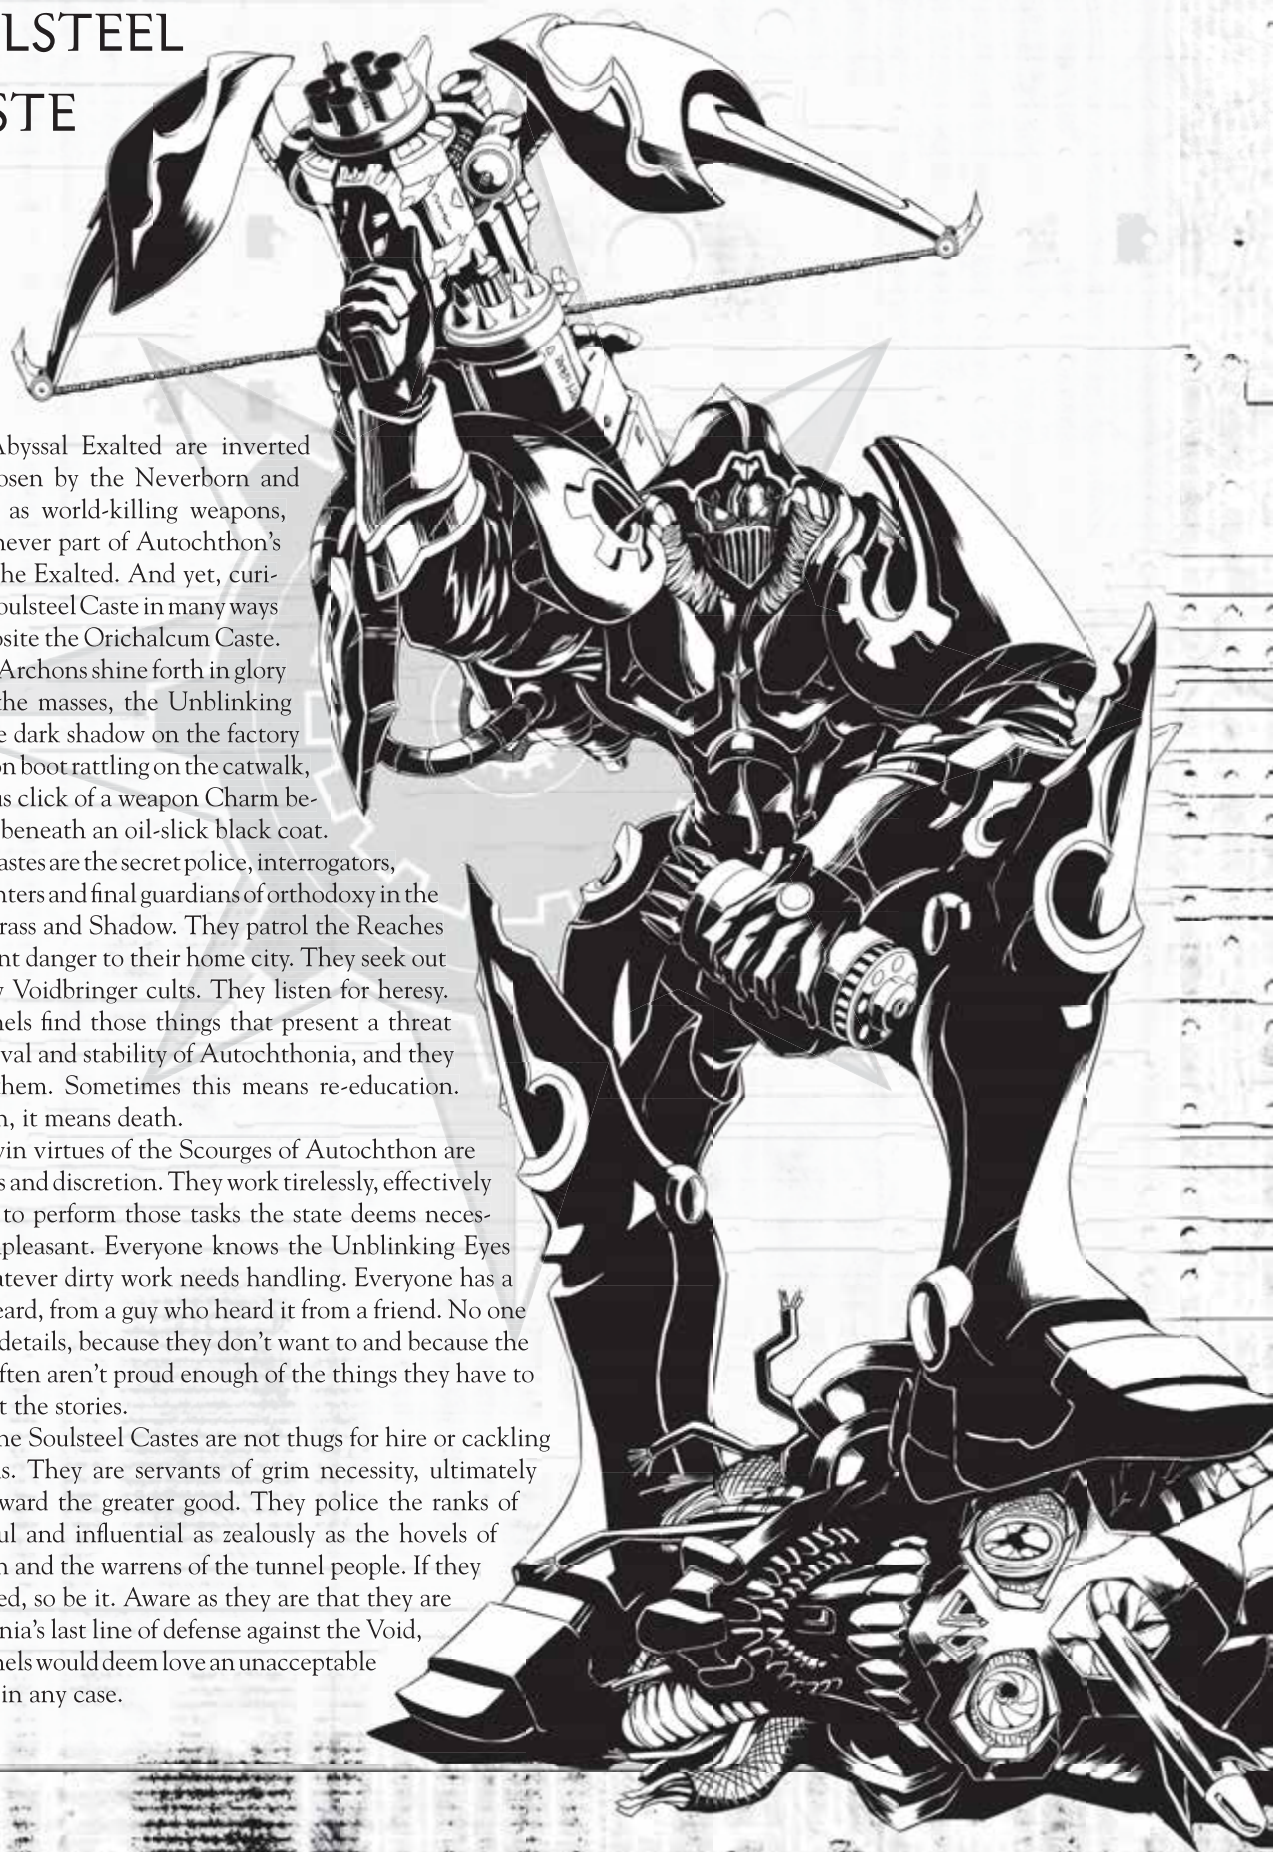 LSTEEL
STE
Abyssal Exalted are inverted
osen by the Neverborn and
as world-killing weapons,
never part of Autochthon's
he Exalted. And yet, curi-
oulsteel Caste in many ways
osite the Orichalcum Caste.
Archons shine forth in glory
the masses, the Unblinking
e dark shadow on the factory
on boot rattling on the catwalk,
us click of a weapon Charm be-
beneath an oil-slick black coat.
astes are the secret police, interrogators,
nters and final guardians of orthodoxy in the
rass and Shadow. They patrol the Reaches
nt danger to their home city. They seek out
y Voidbringer cults. They listen for heresy.
nels find those things that present a threat
val and stability of Autochthonia, and they
hem. Sometimes this means re-education.
n, it means death.
win virtues of the Scourges of Autochthon are
s and discretion. They work tirelessly, effectively
to perform those tasks the state deems neces-
pleasant. Everyone knows the Unblinking Eyes
atever dirty work needs handling. Everyone has a
eard, from a guy who heard it from a friend. No one
details, because they don't want to and because the
ften aren't proud enough of the things they have to
t the stories.
he Soulsteel Castes are not thugs for hire or cackling
s. They are servants of grim necessity, ultimately
ward the greater good. They police the ranks of
ul and influential as zealously as the hovels of
n and the warrens of the tunnel people. If they
ed, so be it. Aware as they are that they are
nia's last line of defense against the Void,
nels would deem love an unacceptable
in any case.